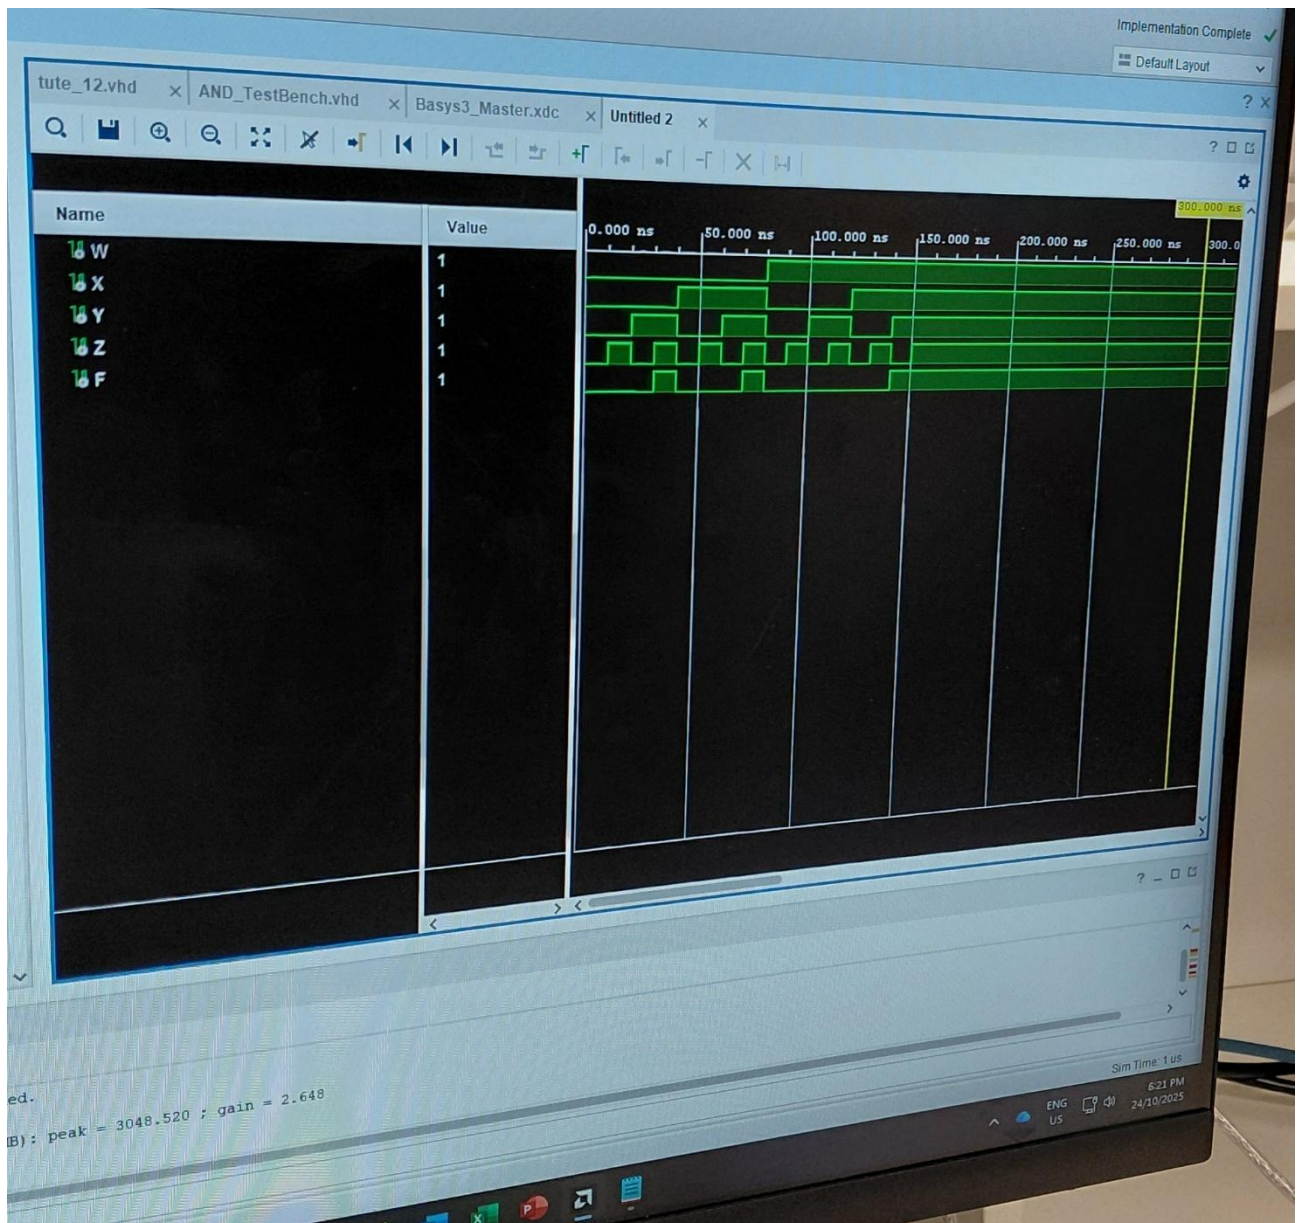 Implementation Complete
Default Layout
tute_12.vhd × AND_TestBench.vhd × Basys3_Master.xdc × Untitled 2 ×
Name Value
300.000 ns
0.000 ns 50.000 ns 100.000 ns 150.000 ns 200.000 ns 250.000 ns 300.0
W 1
X 1
Y 1
Z 1
F 1
ed.
B): peak = 3048.520 ; gain = 2.648
Sim Time: 1 us
ENG
US
6:21 PM
24/10/2025